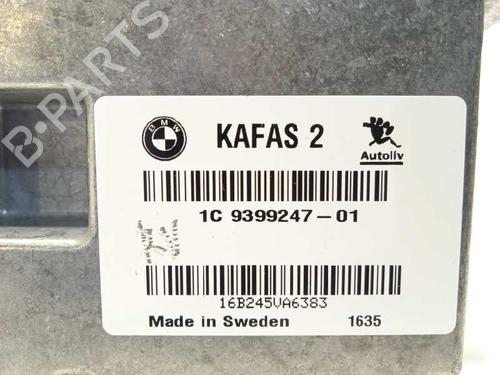 B-PARTS
BMW
KAFAS 2
Autoliv
1C 9399247-01
16B245VA6383
Made in Sweden 1635